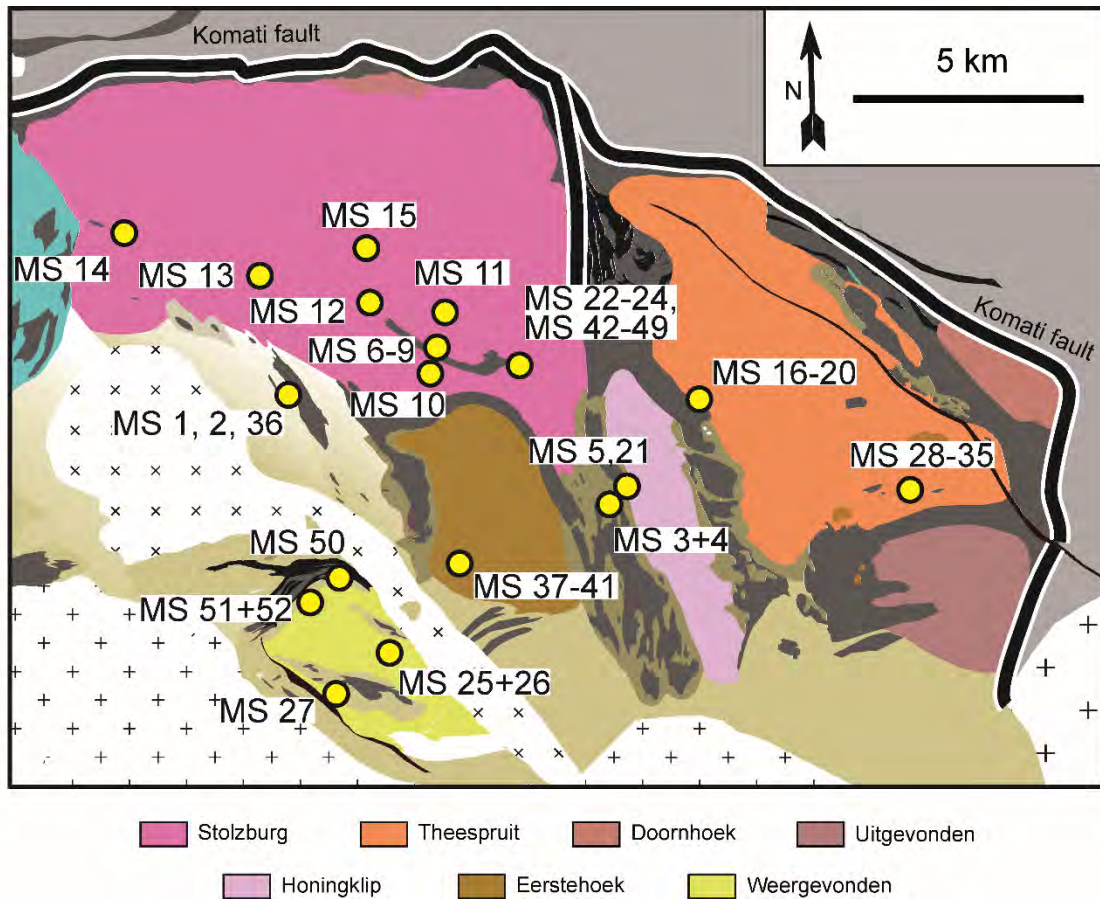 Komati fault
5 km
N
MS 15
MS 14
MS 13
MS 11
MS 12
MS 22-24,
MS 42-49
Komati fault
MS 6-9
MS 10
MS 16-20
MS 1, 2, 36
MS 5,21
MS 28-35
MS 3+4
MS 50
MS 37-41
MS 51+52
MS 25+26
MS 27
Stolzburg
Theespruit
Doornhoek
Uitgevonden
Honingklip
Eerstehoek
Weergevonden